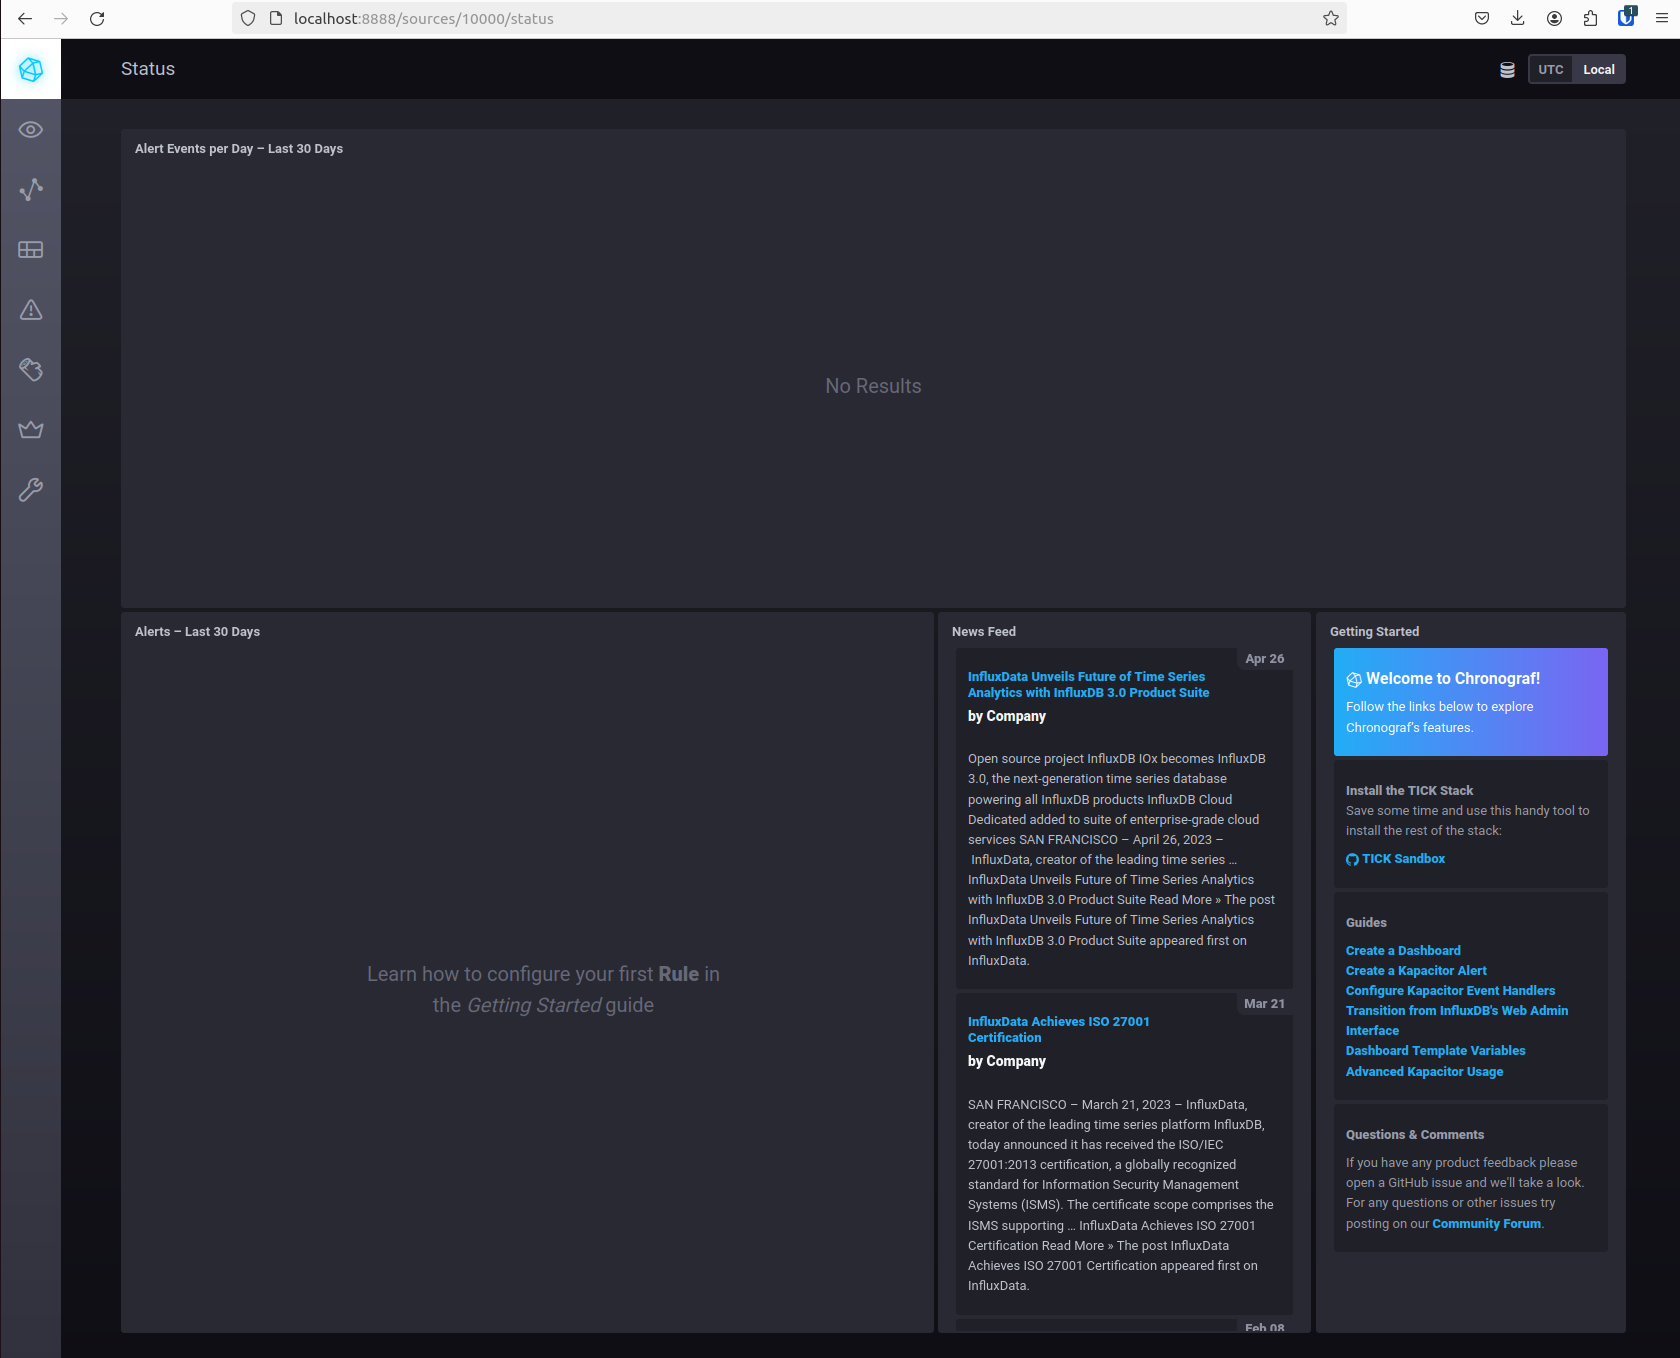 localhost:8888/sources/10000/status
1
Status
UTC
Local
Alert Events per Day – Last 30 Days
No Results
Alerts – Last 30 Days
Learn how to configure your first Rule in
the Getting Started guide
News Feed
Apr 26
InfluxData Unveils Future of Time Series
Analytics with InfluxDB 3.0 Product Suite
by Company
Open source project InfluxDB IOx becomes InfluxDB
3.0, the next-generation time series database
powering all InfluxDB products InfluxDB Cloud
Dedicated added to suite of enterprise-grade cloud
services SAN FRANCISCO – April 26, 2023 –
InfluxData, creator of the leading time series ...
InfluxData Unveils Future of Time Series Analytics
with InfluxDB 3.0 Product Suite Read More » The post
InfluxData Unveils Future of Time Series Analytics
with InfluxDB 3.0 Product Suite appeared first on
InfluxData.
Mar 21
InfluxData Achieves ISO 27001
Certification
by Company
SAN FRANCISCO – March 21, 2023 – InfluxData,
creator of the leading time series platform InfluxDB,
today announced it has received the ISO/IEC
27001:2013 certification, a globally recognized
standard for Information Security Management
Systems (ISMS). The certificate scope comprises the
ISMS supporting ... InfluxData Achieves ISO 27001
Certification Read More » The post InfluxData
Achieves ISO 27001 Certification appeared first on
InfluxData.
Feb 08
Getting Started
Welcome to Chronograf!
Follow the links below to explore
Chronograf's features.
Install the TICK Stack
Save some time and use this handy tool to
install the rest of the stack:
TICK Sandbox
Guides
Create a Dashboard
Create a Kapacitor Alert
Configure Kapacitor Event Handlers
Transition from InfluxDB's Web Admin
Interface
Dashboard Template Variables
Advanced Kapacitor Usage
Questions & Comments
If you have any product feedback please
open a GitHub issue and we'll take a look.
For any questions or other issues try
posting on our Community Forum.